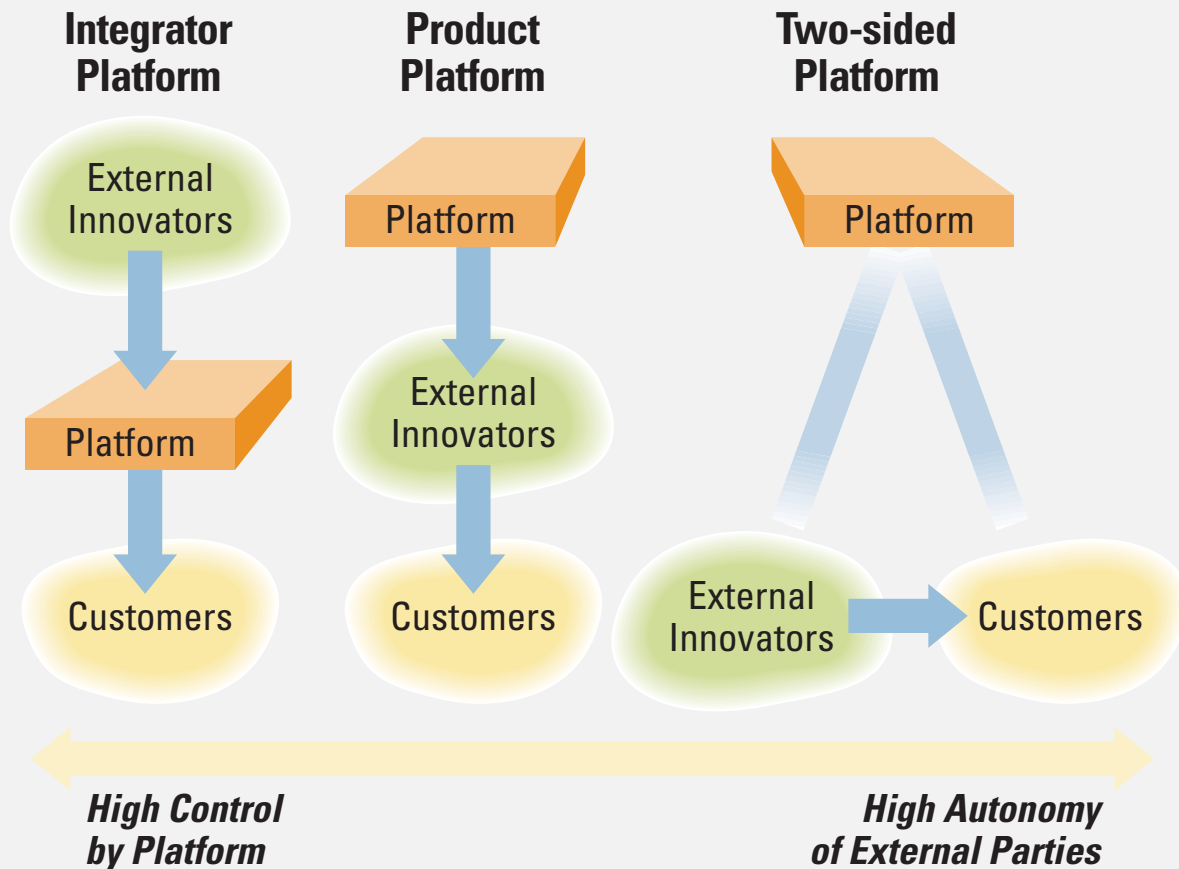 Integrator
Platform
External
Innovators
Platform
Customers
Product
Platform
Platform
External
Innovators
Customers
Two-sided
Platform
Platform
External
Innovators
Customers
High Control
by Platform
High Autonomy
of External Parties